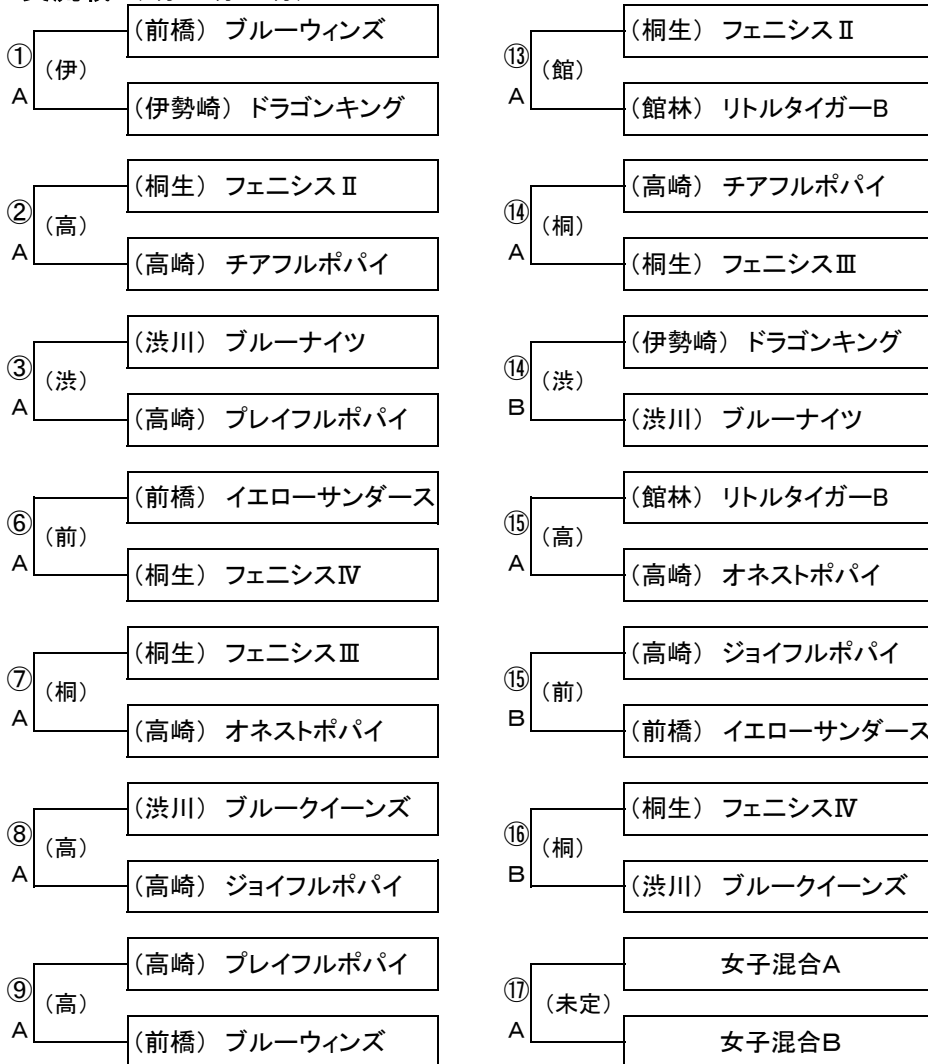 (前橋) ブルーウィンズ
①
(伊)
A
(伊勢崎) ドラゴンキング
(桐生) フェニシスⅡ
②
(高)
A
(高崎) チアフルポパイ
(渋川) ブルーナイツ
③
(渋)
A
(高崎) プレイフルポパイ
(前橋) イエローサンダース
⑥
(前)
A
(桐生) フェニシスⅣ
(桐生) フェニシスⅢ
⑦
(桐)
A
(高崎) オネストポパイ
(渋川) ブルークイーンズ
⑧
(高)
A
(高崎) ジョイフルポパイ
(高崎) プレイフルポパイ
⑨
(高)
A
(前橋) ブルーウィンズ
(桐生) フェニシスⅡ
⑬
(館)
A
(館林) リトルタイガーB
(高崎) チアフルポパイ
⑭
(桐)
A
(桐生) フェニシスⅢ
(伊勢崎) ドラゴンキング
⑭
(渋)
B
(渋川) ブルーナイツ
(館林) リトルタイガーB
⑮
(高)
A
(高崎) オネストポパイ
(高崎) ジョイフルポパイ
⑮
(前)
B
(前橋) イエローサンダース
(桐生) フェニシスⅣ
⑯
(桐)
B
(渋川) ブルークイーンズ
女子混合A
⑰
(未定)
A
女子混合B